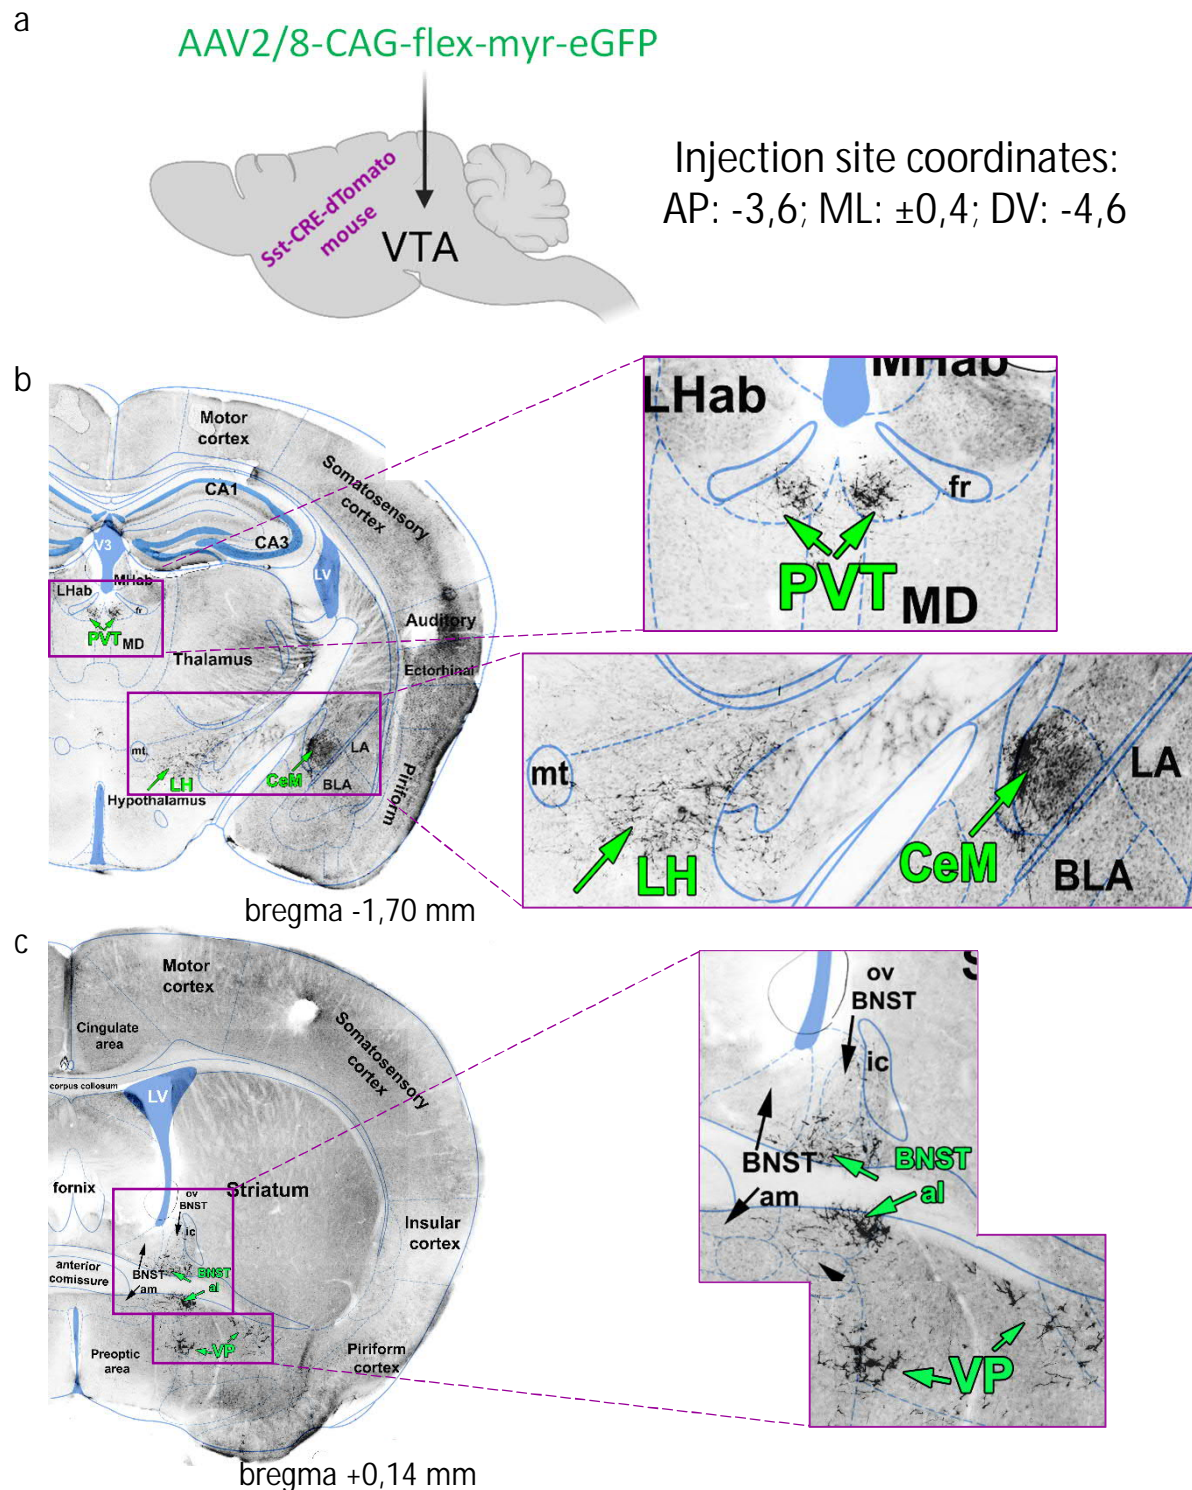 a
AAV2/8-CAG-flex-myr-eGFP
Sst-CRE-dTomato
mouse
VTA
Injection site coordinates:
AP: -3,6; ML: ±0,4; DV: -4,6
b
Motor
cortex
Somatosensory
cortex
CA1
CA3
V3
LV
MHab
LHab
fr
PVT
MD
Thalamus
Auditory
Ectorhinal
mt
LH
CeM
LA
BLA
Hypothalamus
Piriform
bregma -1,70 mm
LHab
MHab
fr
PVT
MD
mt
LH
CeM
LA
BLA
c
Motor
cortex
Cingulate
area
Somatosensory
cortex
corpus collosum
LV
fornix
Striatum
ov
BNST
ic
Insular
cortex
anterior
comissure
BNST
am
BNST
al
VP
Preoptic
area
Piriform
cortex
bregma +0,14 mm
ov
BNST
ic
BNST
am
BNST
al
VP